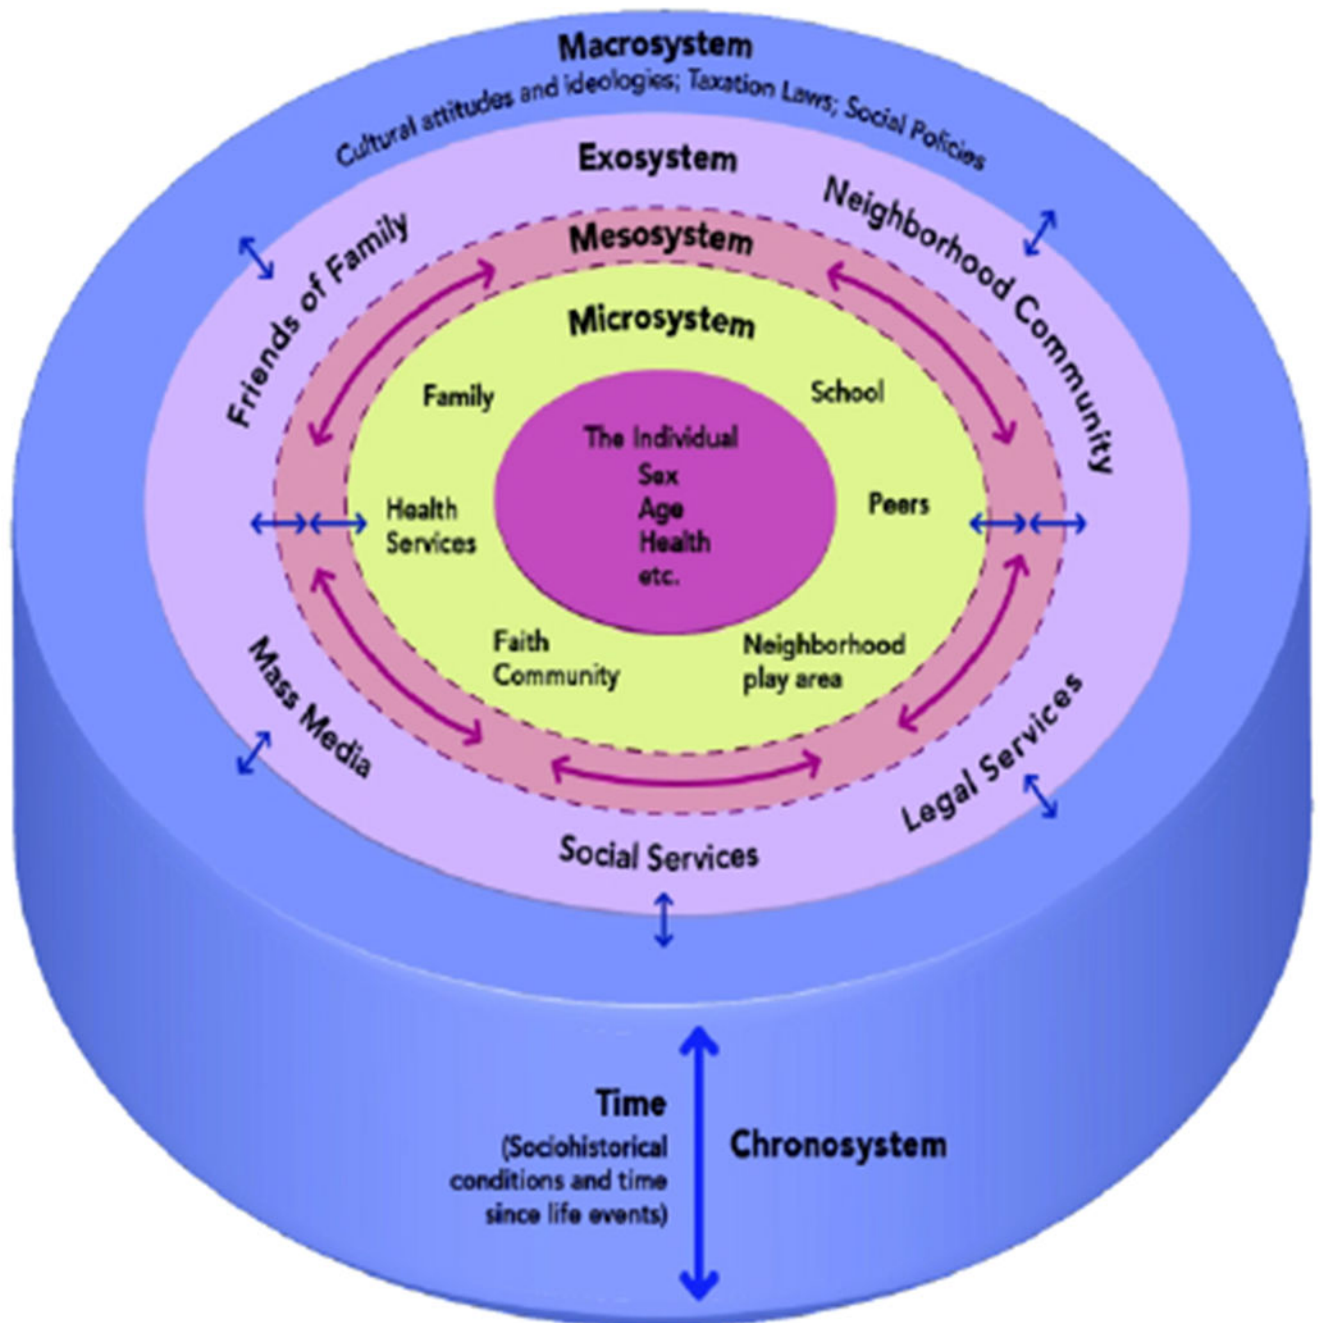 Macrosystem
Cultural attitudes and ideologies; Taxation Laws; Social Policies
Exosystem
Friends of Family
Neighborhood Community
Mesosystem
Microsystem
Family
School
The Individual
Sex
Age
Health
etc.
Health
Services
Peers
Faith
Community
Neighborhood
play area
Mass Media
Legal Services
Social Services
Time
(Sociohistorical
conditions and time
since life events)
Chronosystem